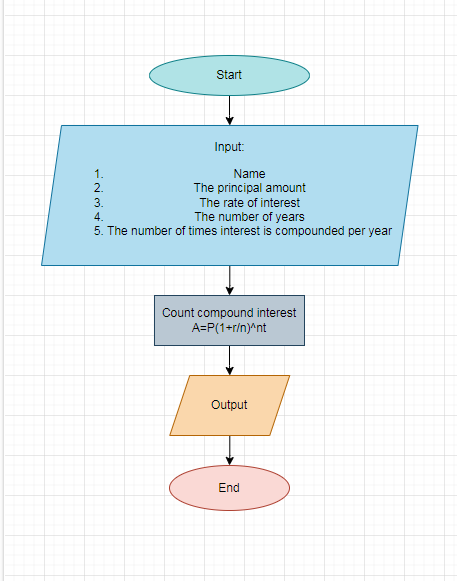 Start
Input:
1. Name
2. The principal amount
3. The rate of interest
4. The number of years
5. The number of times interest is compounded per year
Count compound interest
A=P(1+r/n)^nt
Output
End